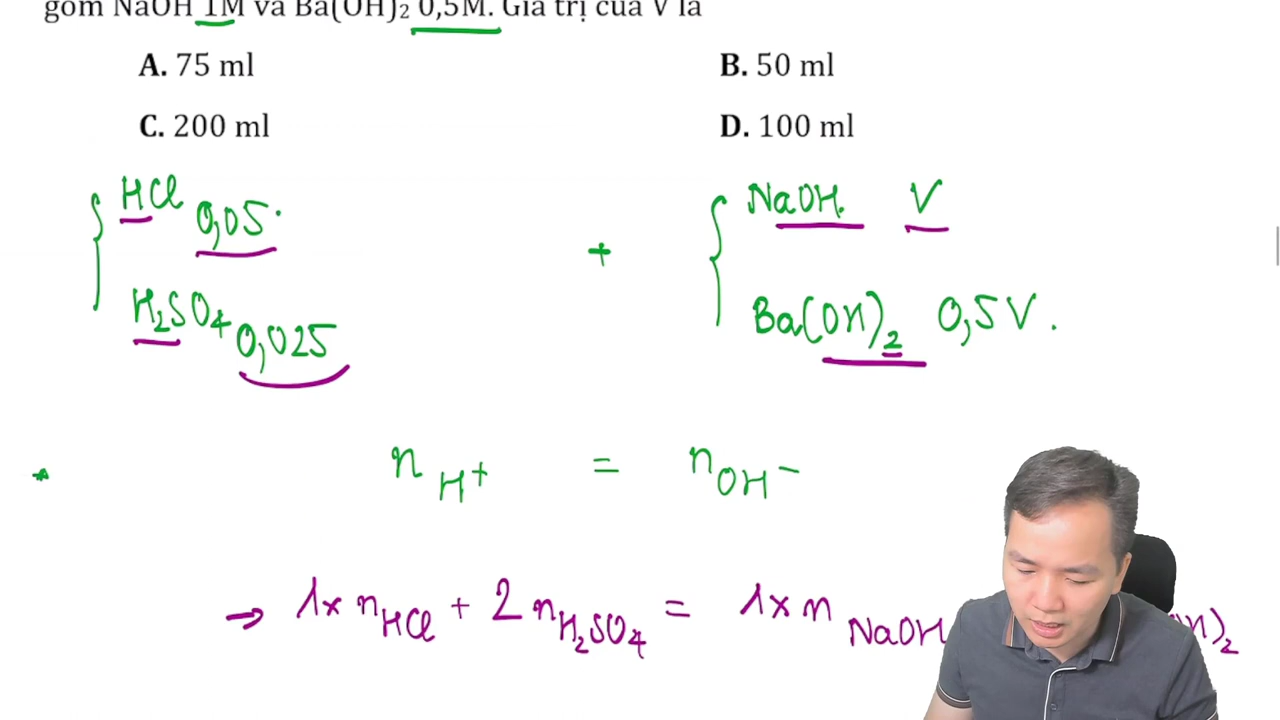 gồm NaOH 1M và Ba(OH)₂ 0,5M. Giá trị của V là
A. 75 ml B. 50 ml
C. 200 ml D. 100 ml
HCl 0,05 + NaOH V
H₂SO₄ 0,025 Ba(OH)₂ 0,5V.
n H⁺ = n OH⁻
→ 1x n HCl + 2 n H₂SO₄ = 1x n NaOH